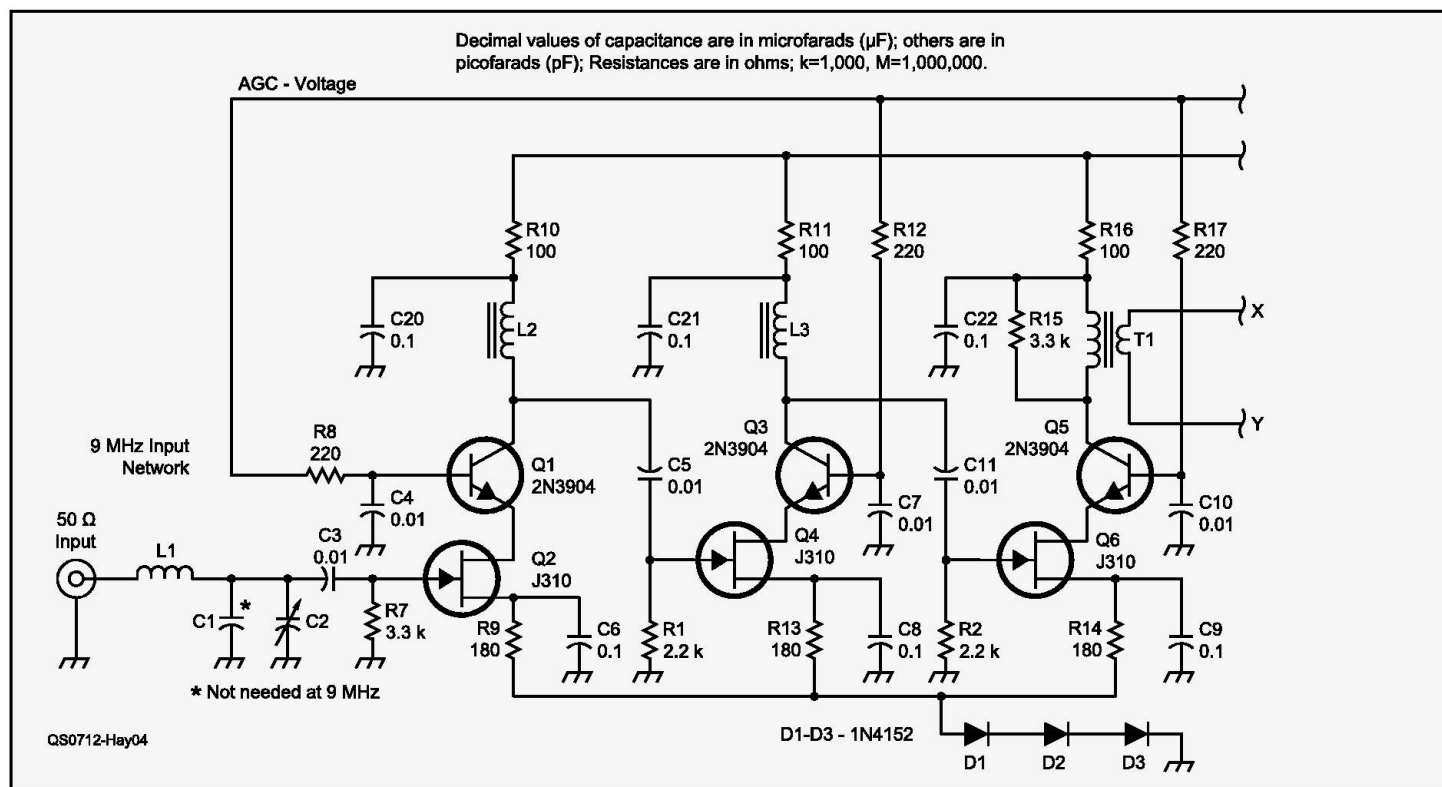 Decimal values of capacitance are in microfarads (µF); others are in
picofarads (pF); Resistances are in ohms; k=1,000, M=1,000,000.
AGC - Voltage
R10
100
R11
100
R12
220
R16
100
R17
220
C20
0.1
L2
C21
0.1
L3
C22
0.1
R15
3.3 k
T1
X
Y
9 MHz Input
Network
R8
220
Q1
2N3904
C5
0.01
Q3
2N3904
C11
0.01
Q5
2N3904
C4
0.01
C7
0.01
C10
0.01
50 Ω
Input
L1
C3
0.01
Q2
J310
Q4
J310
Q6
J310
C1
*
C2
R7
3.3 k
R9
180
C6
0.1
R1
2.2 k
R13
180
C8
0.1
R2
2.2 k
R14
180
C9
0.1
* Not needed at 9 MHz
QS0712-Hay04
D1-D3 - 1N4152
D1
D2
D3